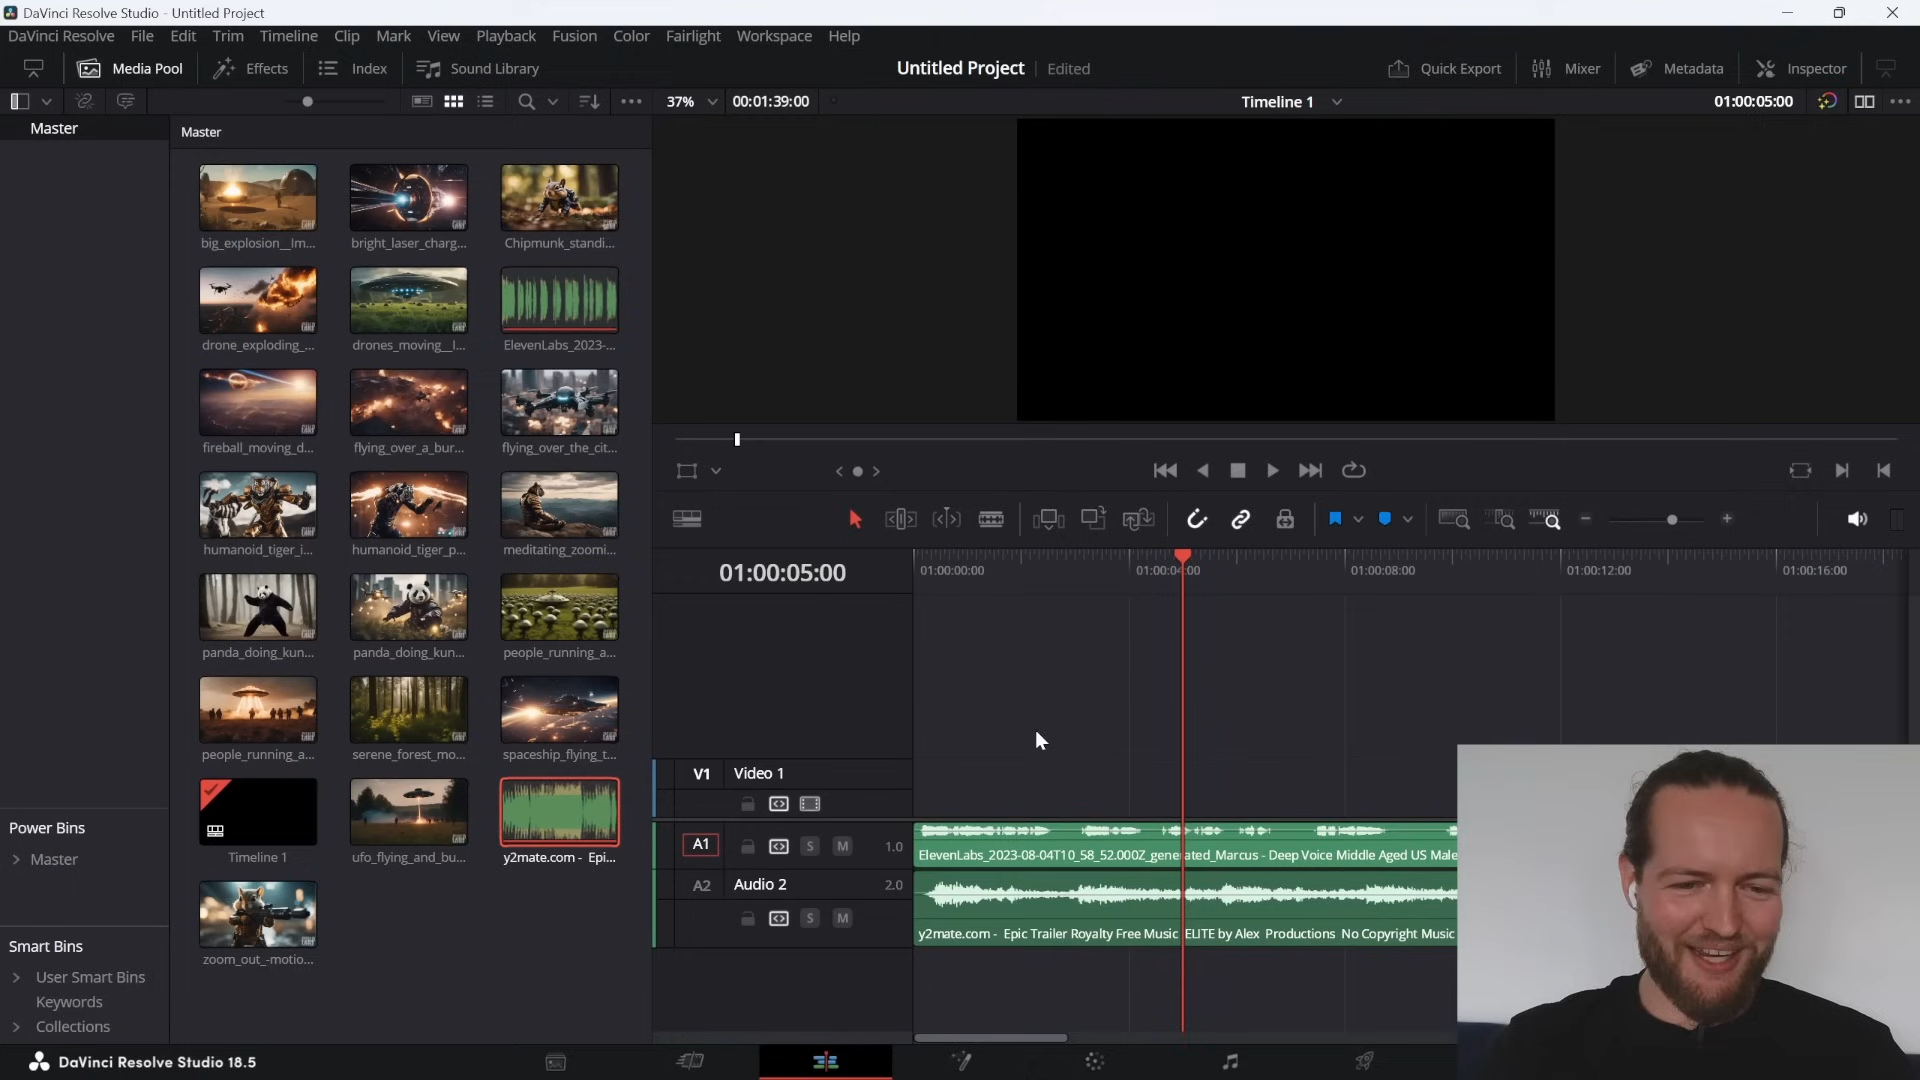 DaVinci Resolve Studio - Untitled Project
DaVinci Resolve File Edit Trim Timeline Clip Mark View Playback Fusion Color Fairlight Workspace Help
Media Pool Effects Index Sound Library Untitled Project Edited Quick Export Mixer Metadata Inspector
37% 00:01:39:00 Timeline 1 01:00:05:00
Master Master
big_explosion__Im... bright_laser_charg... Chipmunk_standi...
drone_exploding_... drones_moving__I... ElevenLabs_2023-...
fireball_moving_d... flying_over_a_bur... flying_over_the_cit...
humanoid_tiger_i... humanoid_tiger_p... meditating_zoomi...
panda_doing_kun... panda_doing_kun... people_running_a...
people_running_a... serene_forest_mo... spaceship_flying_t...
Timeline 1 ufo_flying_and_bu... y2mate.com - Epi...
zoom_out_-motio...
Power Bins
Master
Smart Bins
User Smart Bins
Keywords
Collections
01:00:05:00 01:00:00:00 01:00:04:00 01:00:08:00 01:00:12:00 01:00:16:00
V1 Video 1
A1 S M 1.0
ElevenLabs_2023-08-04T10_58_52.000Z_generated_Marcus - Deep Voice Middle Aged US Male
A2 Audio 2 2.0
S M
y2mate.com - Epic Trailer Royalty Free Music ELITE by Alex Productions No Copyright Music
DaVinci Resolve Studio 18.5